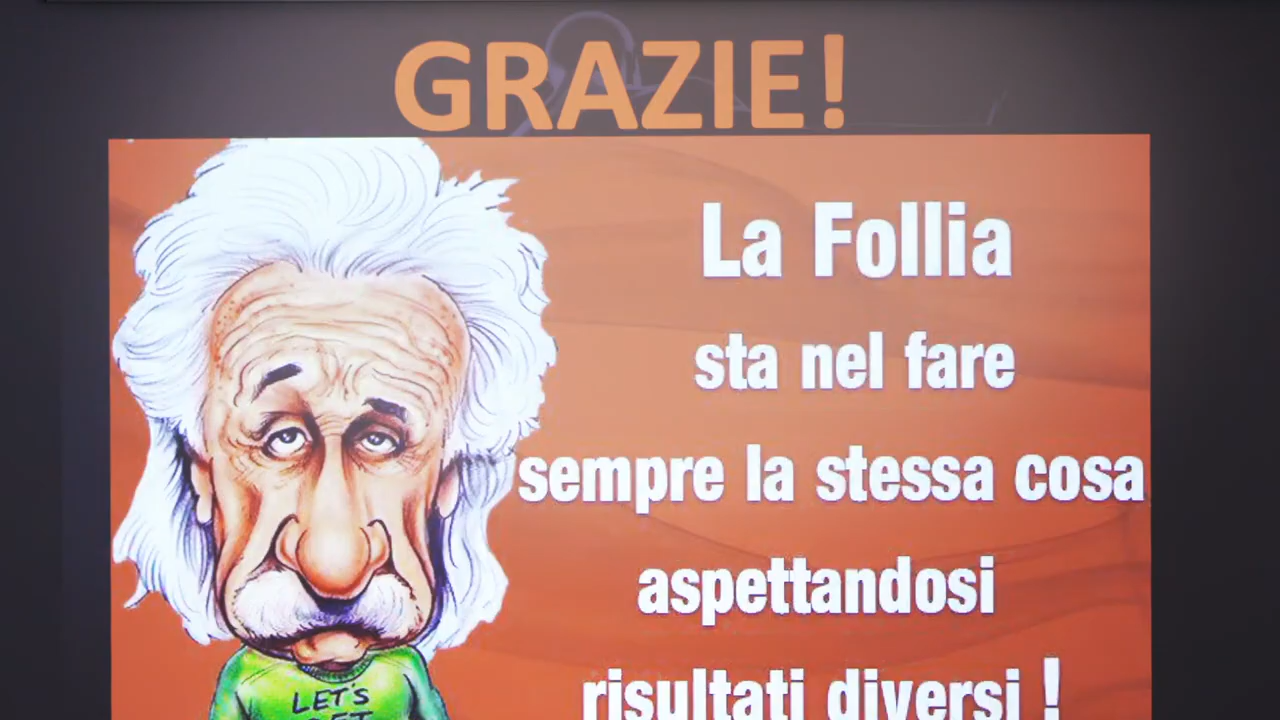 GRAZIE!
La Follia
sta nel fare
sempre la stessa cosa
aspettandosi
risultati diversi !
LET'S